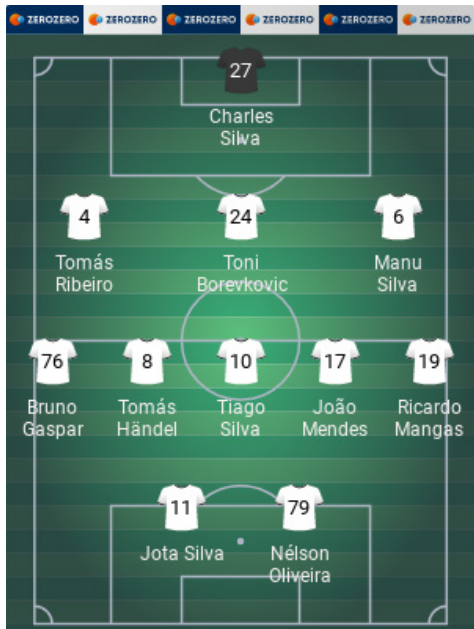 ZEROZERO ZEROZERO ZEROZERO ZEROZERO ZEROZERO ZEROZERO
27
Charles
Silva
4 24 6
Tomás Toni Manu
Ribeiro Borevkovic Silva
76 8 10 17 19
Bruno Tomás Tiago João Ricardo
Gaspar Händel Silva Mendes Mangas
11 79
Jota Silva Nélson
Oliveira